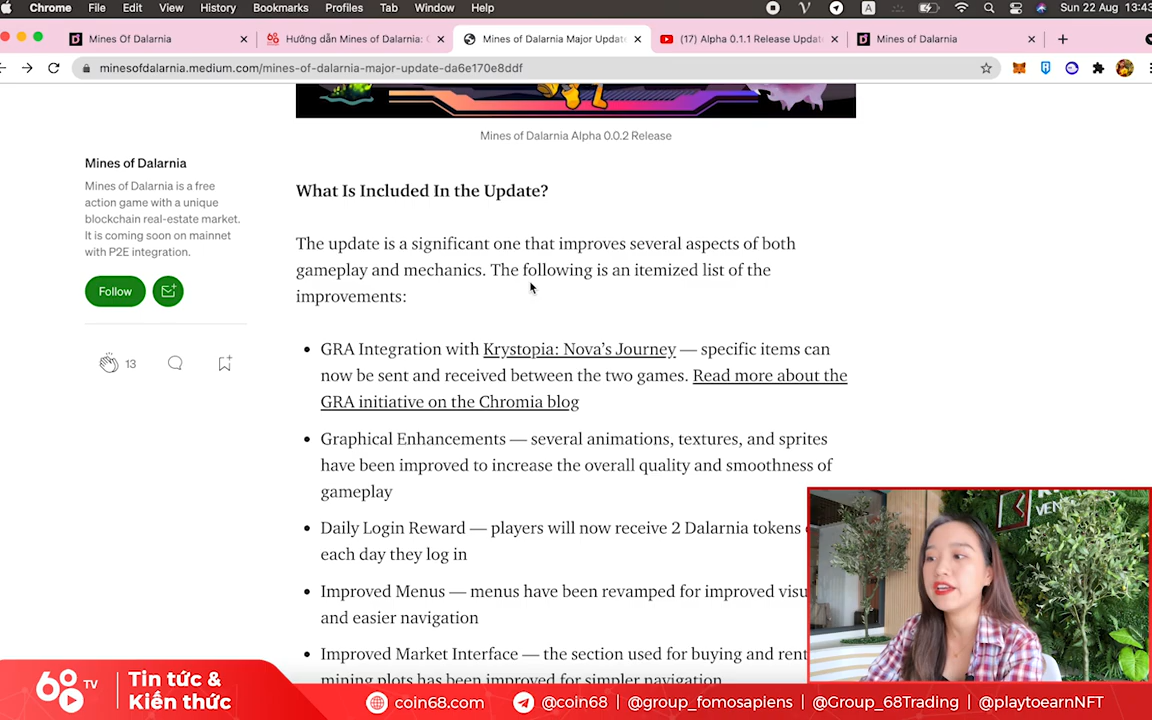 Chrome File Edit View History Bookmarks Profiles Tab Window Help
A Sun 22 Aug 13:43
Mines Of Dalarnia
Hướng dẫn Mines of Dalarnia:
Mines of Dalarnia Major Update
(17) Alpha 0.1.1 Release Update
Mines of Dalarnia
minesofdalarnia.medium.com/mines-of-dalarnia-major-update-da6e170e8ddf
Mines of Dalarnia Alpha 0.0.2 Release
Mines of Dalarnia
Mines of Dalarnia is a free
action game with a unique
blockchain real-estate market.
It is coming soon on mainnet
with P2E integration.
Follow
13
What Is Included In the Update?
The update is a significant one that improves several aspects of both
gameplay and mechanics. The following is an itemized list of the
improvements:
• GRA Integration with Krystopia: Nova’s Journey — specific items can
now be sent and received between the two games. Read more about the
GRA initiative on the Chromia blog
• Graphical Enhancements — several animations, textures, and sprites
have been improved to increase the overall quality and smoothness of
gameplay
• Daily Login Reward — players will now receive 2 Dalarnia tokens
each day they log in
• Improved Menus — menus have been revamped for improved
and easier navigation
• Improved Market Interface — the section used for buying and
mining plots has been improved for simpler navigation
68 TV
Tin tức &
Kiến thức
coin68.com @coin68 | @group_fomosapiens | @Group_68Trading | @playtoearnNFT